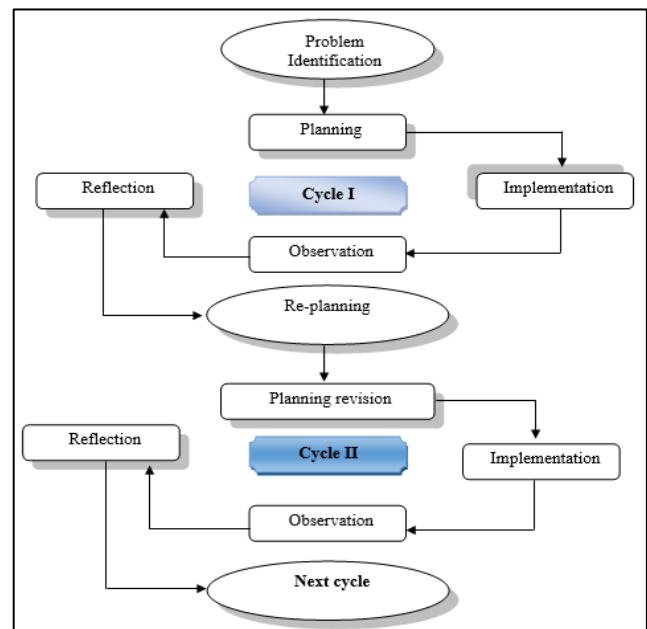 Problem
Identification
Planning
Reflection
Cycle I
Implementation
Observation
Re-planning
Planning revision
Reflection
Cycle II
Implementation
Observation
Next cycle